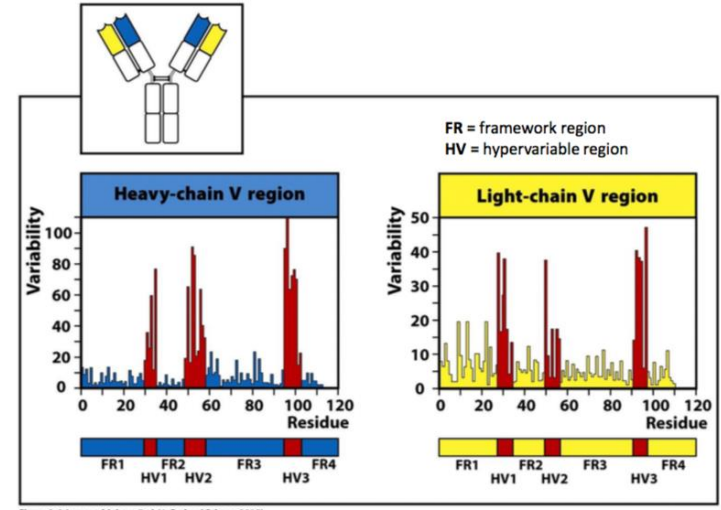 FR = framework region
HV = hypervariable region
Heavy-chain V region
Variability
100
80
60
40
20
0
0 20 40 60 80 100 120
Residue
FR1 FR2 FR3 FR4
HV1 HV2 HV3
Light-chain V region
Variability
50
40
30
20
10
0
0 20 40 60 80 100 120
Residue
FR1 FR2 FR3 FR4
HV1 HV2 HV3